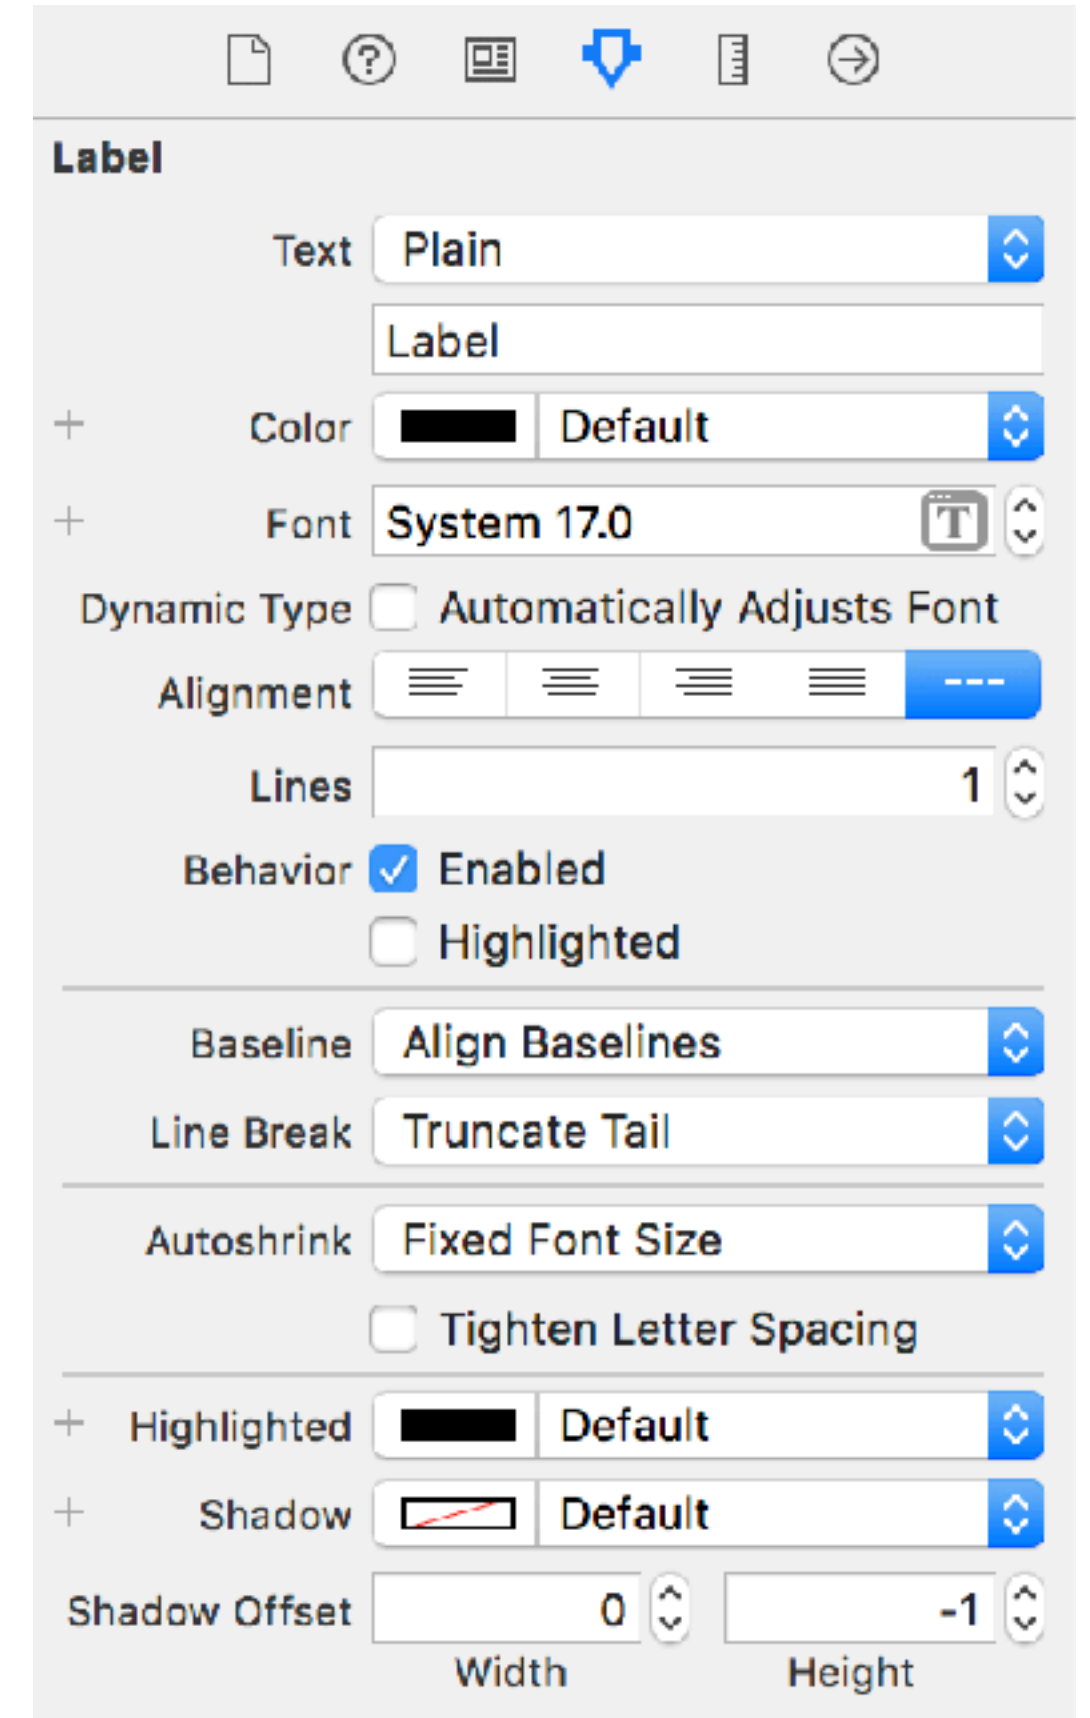 Label
Text Plain
Label
+ Color Default
+ Font System 17.0 T
Dynamic Type Automatically Adjusts Font
Alignment ---
Lines 1
Behavior Enabled
Highlighted
Baseline Align Baselines
Line Break Truncate Tail
Autoshrink Fixed Font Size
Tighten Letter Spacing
+ Highlighted Default
+ Shadow Default
Shadow Offset 0 -1
Width Height